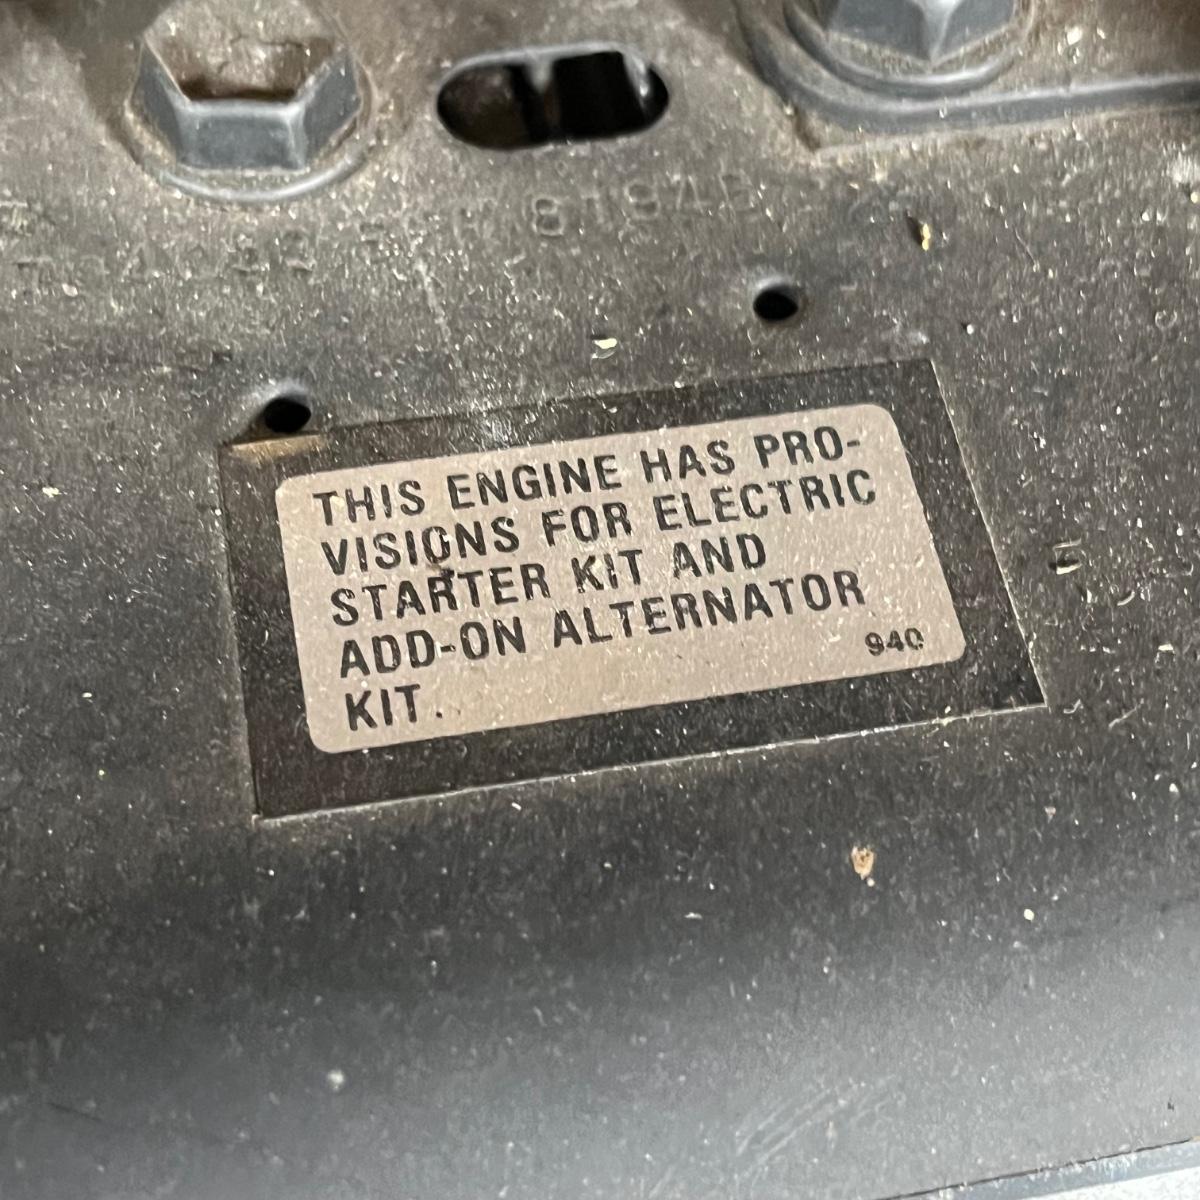 THIS ENGINE HAS PRO-
VISIONS FOR ELECTRIC
STARTER KIT AND
ADD-ON ALTERNATOR
KIT.
940